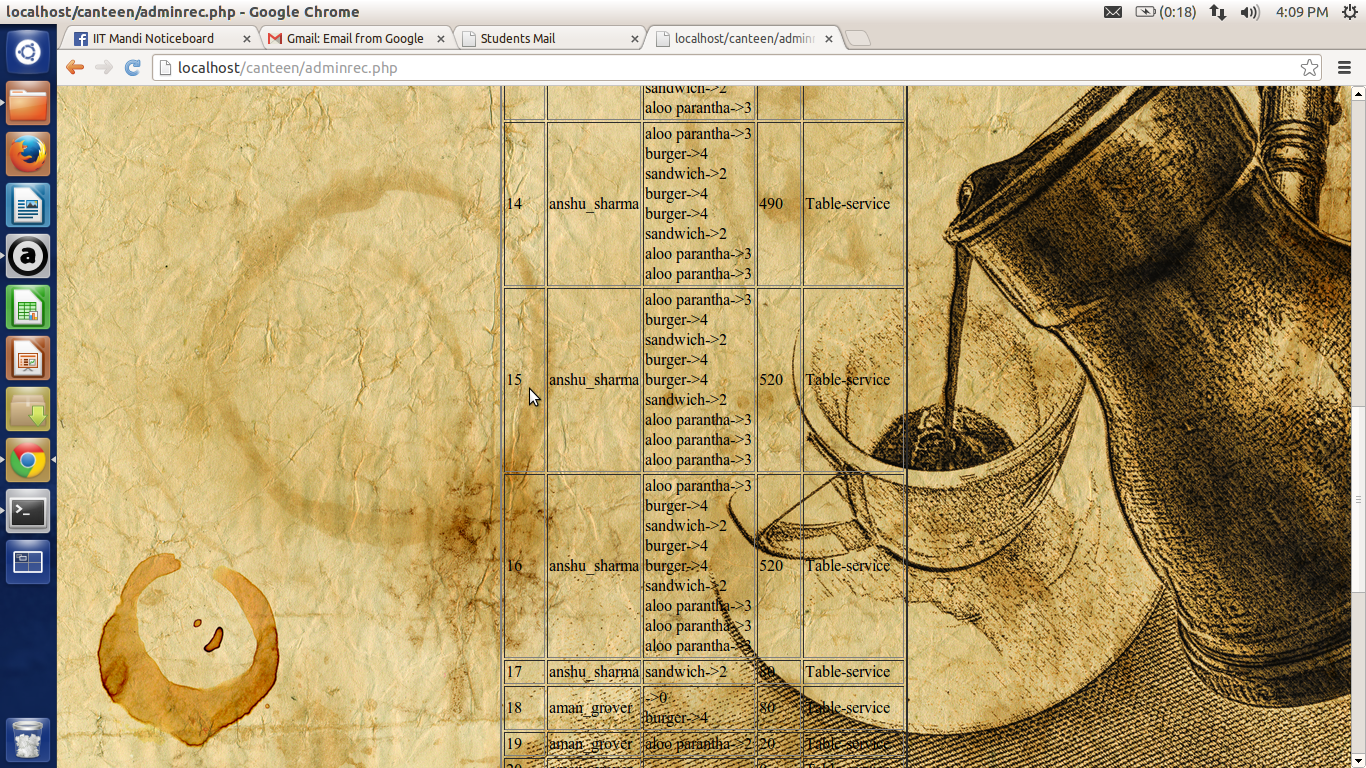 localhost/canteen/adminrec.php - Google Chrome
(0:18)
4:09 PM
IIT Mandi Noticeboard
Gmail: Email from Google
Students Mail
localhost/canteen/admin
localhost/canteen/adminrec.php
sandwich->2
aloo parantha->3
14
anshu_sharma
aloo parantha->3
burger->4
sandwich->2
burger->4
burger->4
sandwich->2
aloo parantha->3
aloo parantha->3
490
Table-service
15
anshu_sharma
aloo parantha->3
burger->4
sandwich->2
burger->4
burger->4
sandwich->2
aloo parantha->3
aloo parantha->3
aloo parantha->3
520
Table-service
16
anshu_sharma
aloo parantha->3
burger->4
sandwich->2
burger->4
burger->4
sandwich->2
aloo parantha->3
aloo parantha->3
aloo parantha->3
520
Table-service
17
anshu_sharma
sandwich->2
Table-service
18
aman_grover
->0
burger->4
80
Table-service
19
aman_grover
aloo parantha->2
20
Table-service